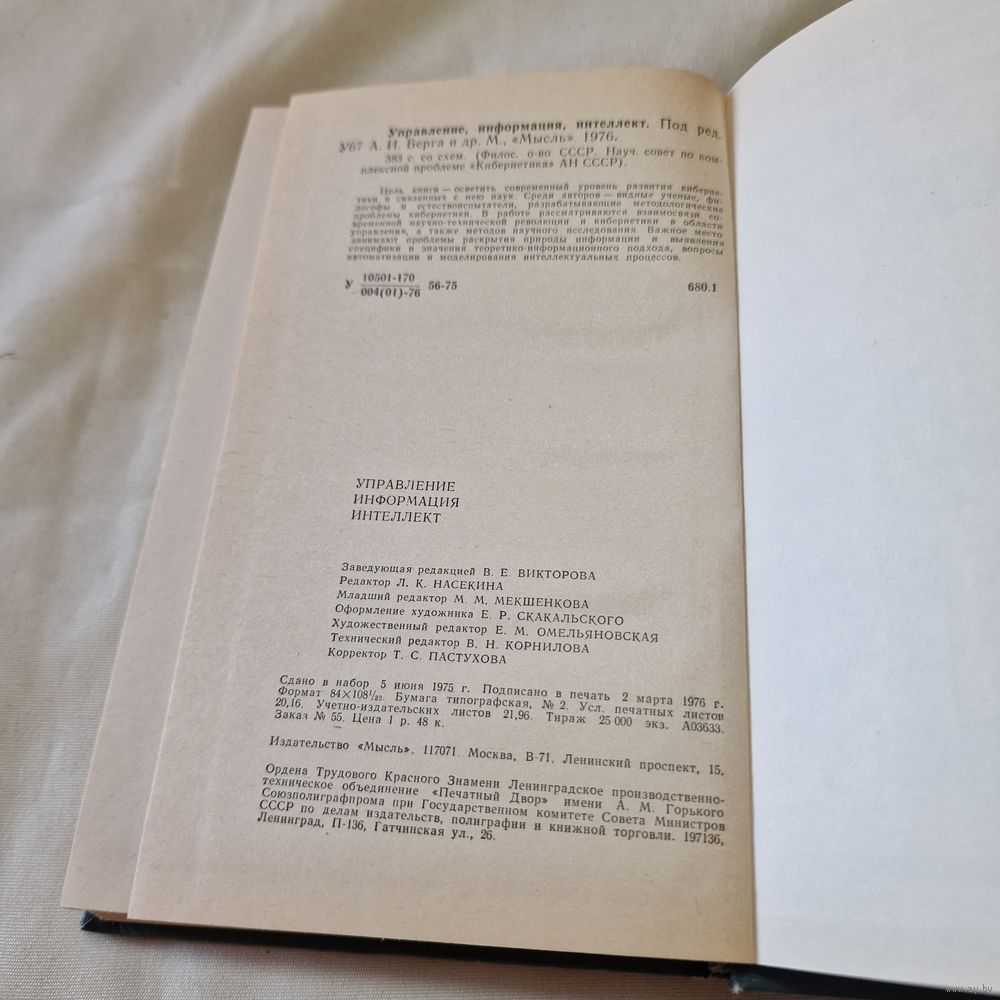 Управление, информация, интеллект. Под ред.
У67 А. И. Берга и др. М., «Мысль». 1976.
383 с. со схем. (Филос. о-во СССР. Науч. совет по ком-
плексной проблеме «Кибернетика» АН СССР).
Цель книги — осветить современный уровень развития киберне-
тики и связанных с нею наук. Среди авторов — видные ученые, фи-
лософы и естествоиспытатели, разрабатывающие методологические
проблемы кибернетики. В работе рассматриваются взаимосвязи со-
временной научно-технической революции и кибернетики в области
управления, а также методов научного исследования. Важное место
занимают проблемы раскрытия природы информации и выявления
специфики и значения теоретико-информационного подхода, вопросы
автоматизации и моделирования интеллектуальных процессов.
У 10501-170 56-75 680.1
004(01)-76
УПРАВЛЕНИЕ
ИНФОРМАЦИЯ
ИНТЕЛЛЕКТ
Заведующая редакцией В. Е. ВИКТОРОВА
Редактор Л. К. НАСЕКИНА
Младший редактор М. М. МЕКШЕНКОВА
Оформление художника Е. Р. СКАКАЛЬСКОГО
Художественный редактор Е. М. ОМЕЛЬЯНОВСКАЯ
Технический редактор В. Н. КОРНИЛОВА
Корректор Т. С. ПАСТУХОВА
Сдано в набор 5 июня 1975 г. Подписано в печать 2 марта 1976 г.
Формат 84×108¹/₃₂. Бумага типографская, № 2. Усл. печатных листов
20,16. Учетно-издательских листов 21,96. Тираж 25 000 экз. А03633.
Заказ № 55. Цена 1 р. 48 к.
Издательство «Мысль». 117071. Москва, В-71. Ленинский проспект, 15.
Ордена Трудового Красного Знамени Ленинградское производственно-
техническое объединение «Печатный Двор» имени А. М. Горького
Союзполиграфпрома при Государственном комитете Совета Министров
СССР по делам издательств, полиграфии и книжной торговли. 197136,
Ленинград, П-136, Гатчинская ул., 26.
www.ay.by